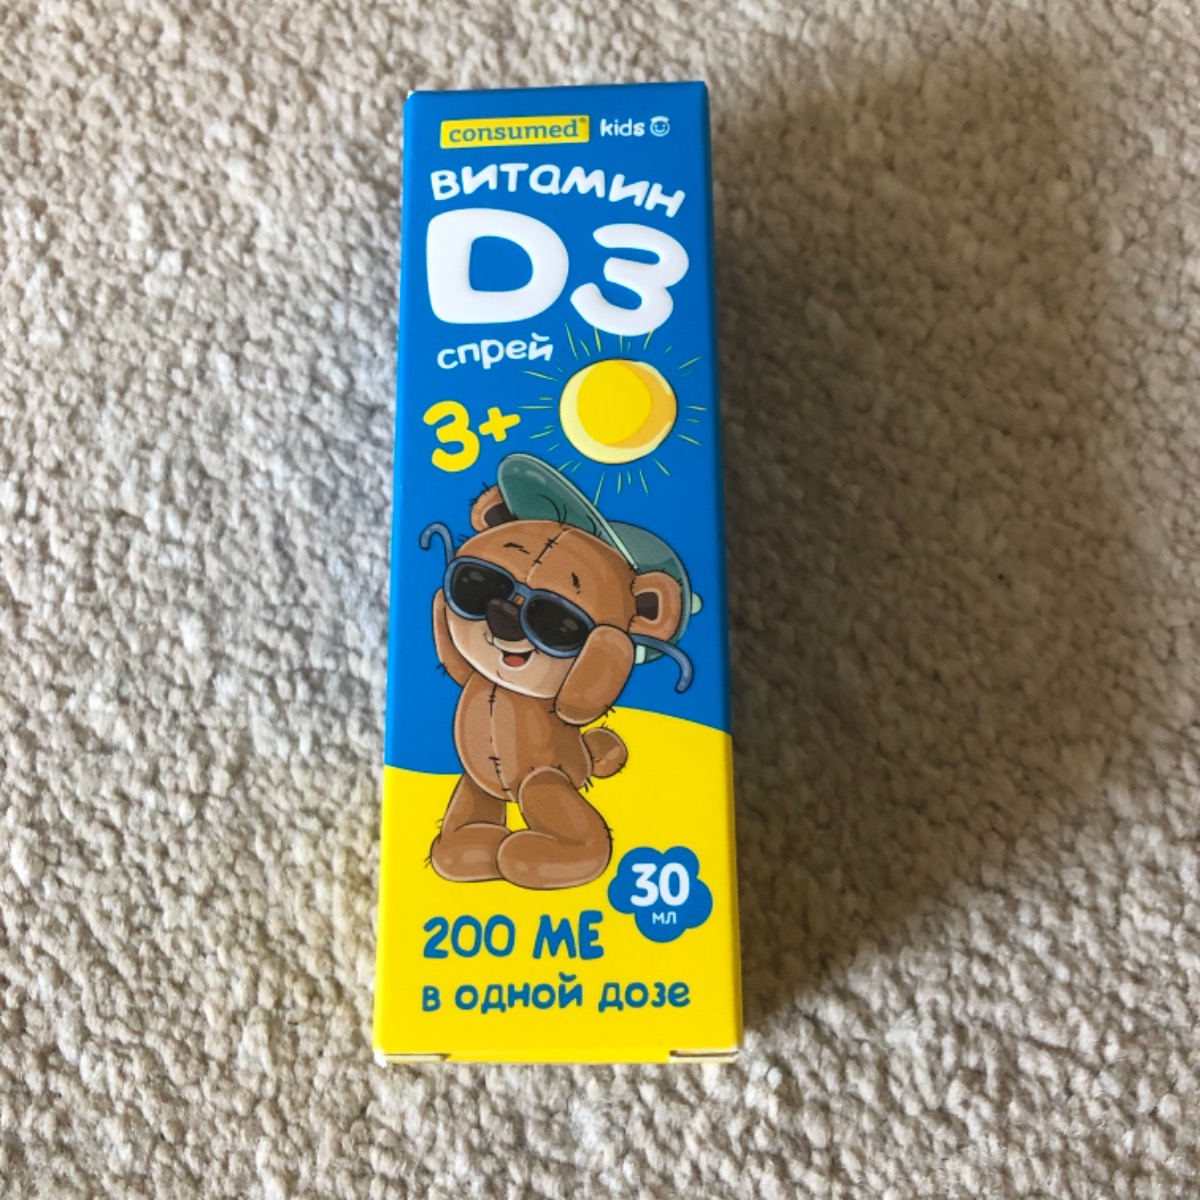 consumed® kids
витамин
D3
спрей
3+
30
мл
200 МЕ
в одной дозе